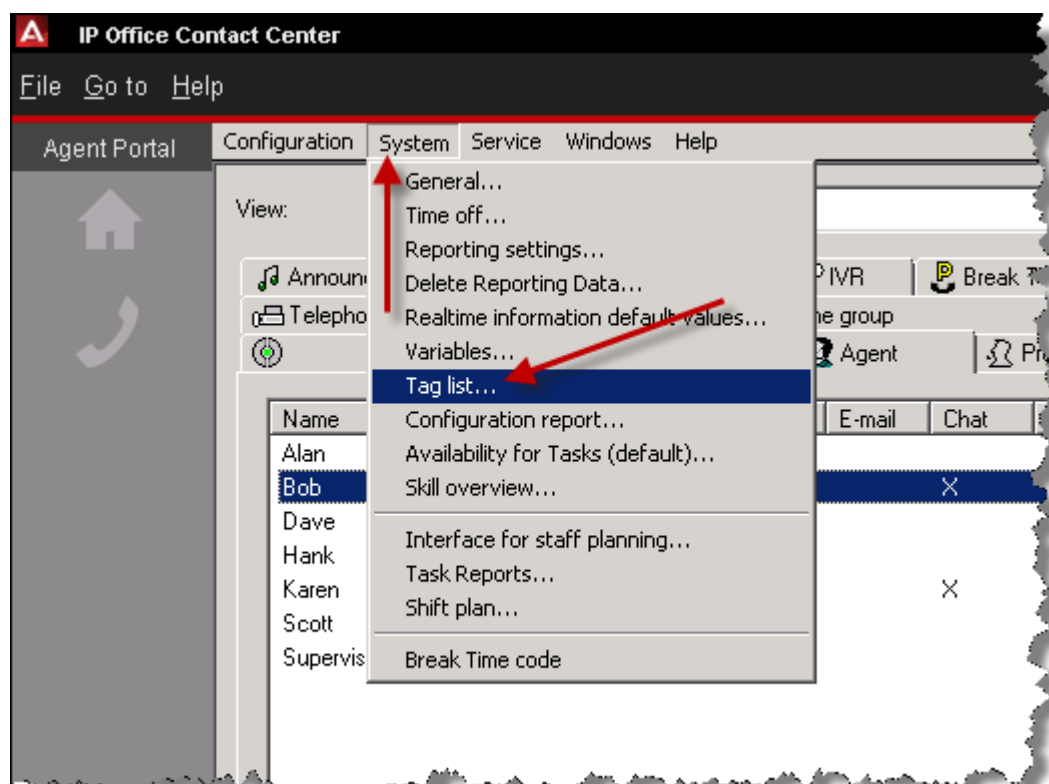 IP Office Contact Center
File Go to Help
Agent Portal
Configuration System Service Windows Help
General...
View:
Time off...
Reporting settings...
IVR Break
Delete Reporting Data...
Realtime information default values...
group
Variables...
Agent
Tag list...
Name
Configuration report...
E-mail Chat
Alan
Availability for Tasks (default)...
Bob
Skill overview...
X
Dave
Interface for staff planning...
Hank
Task Reports...
Karen
X
Shift plan...
Scott
Break Time code